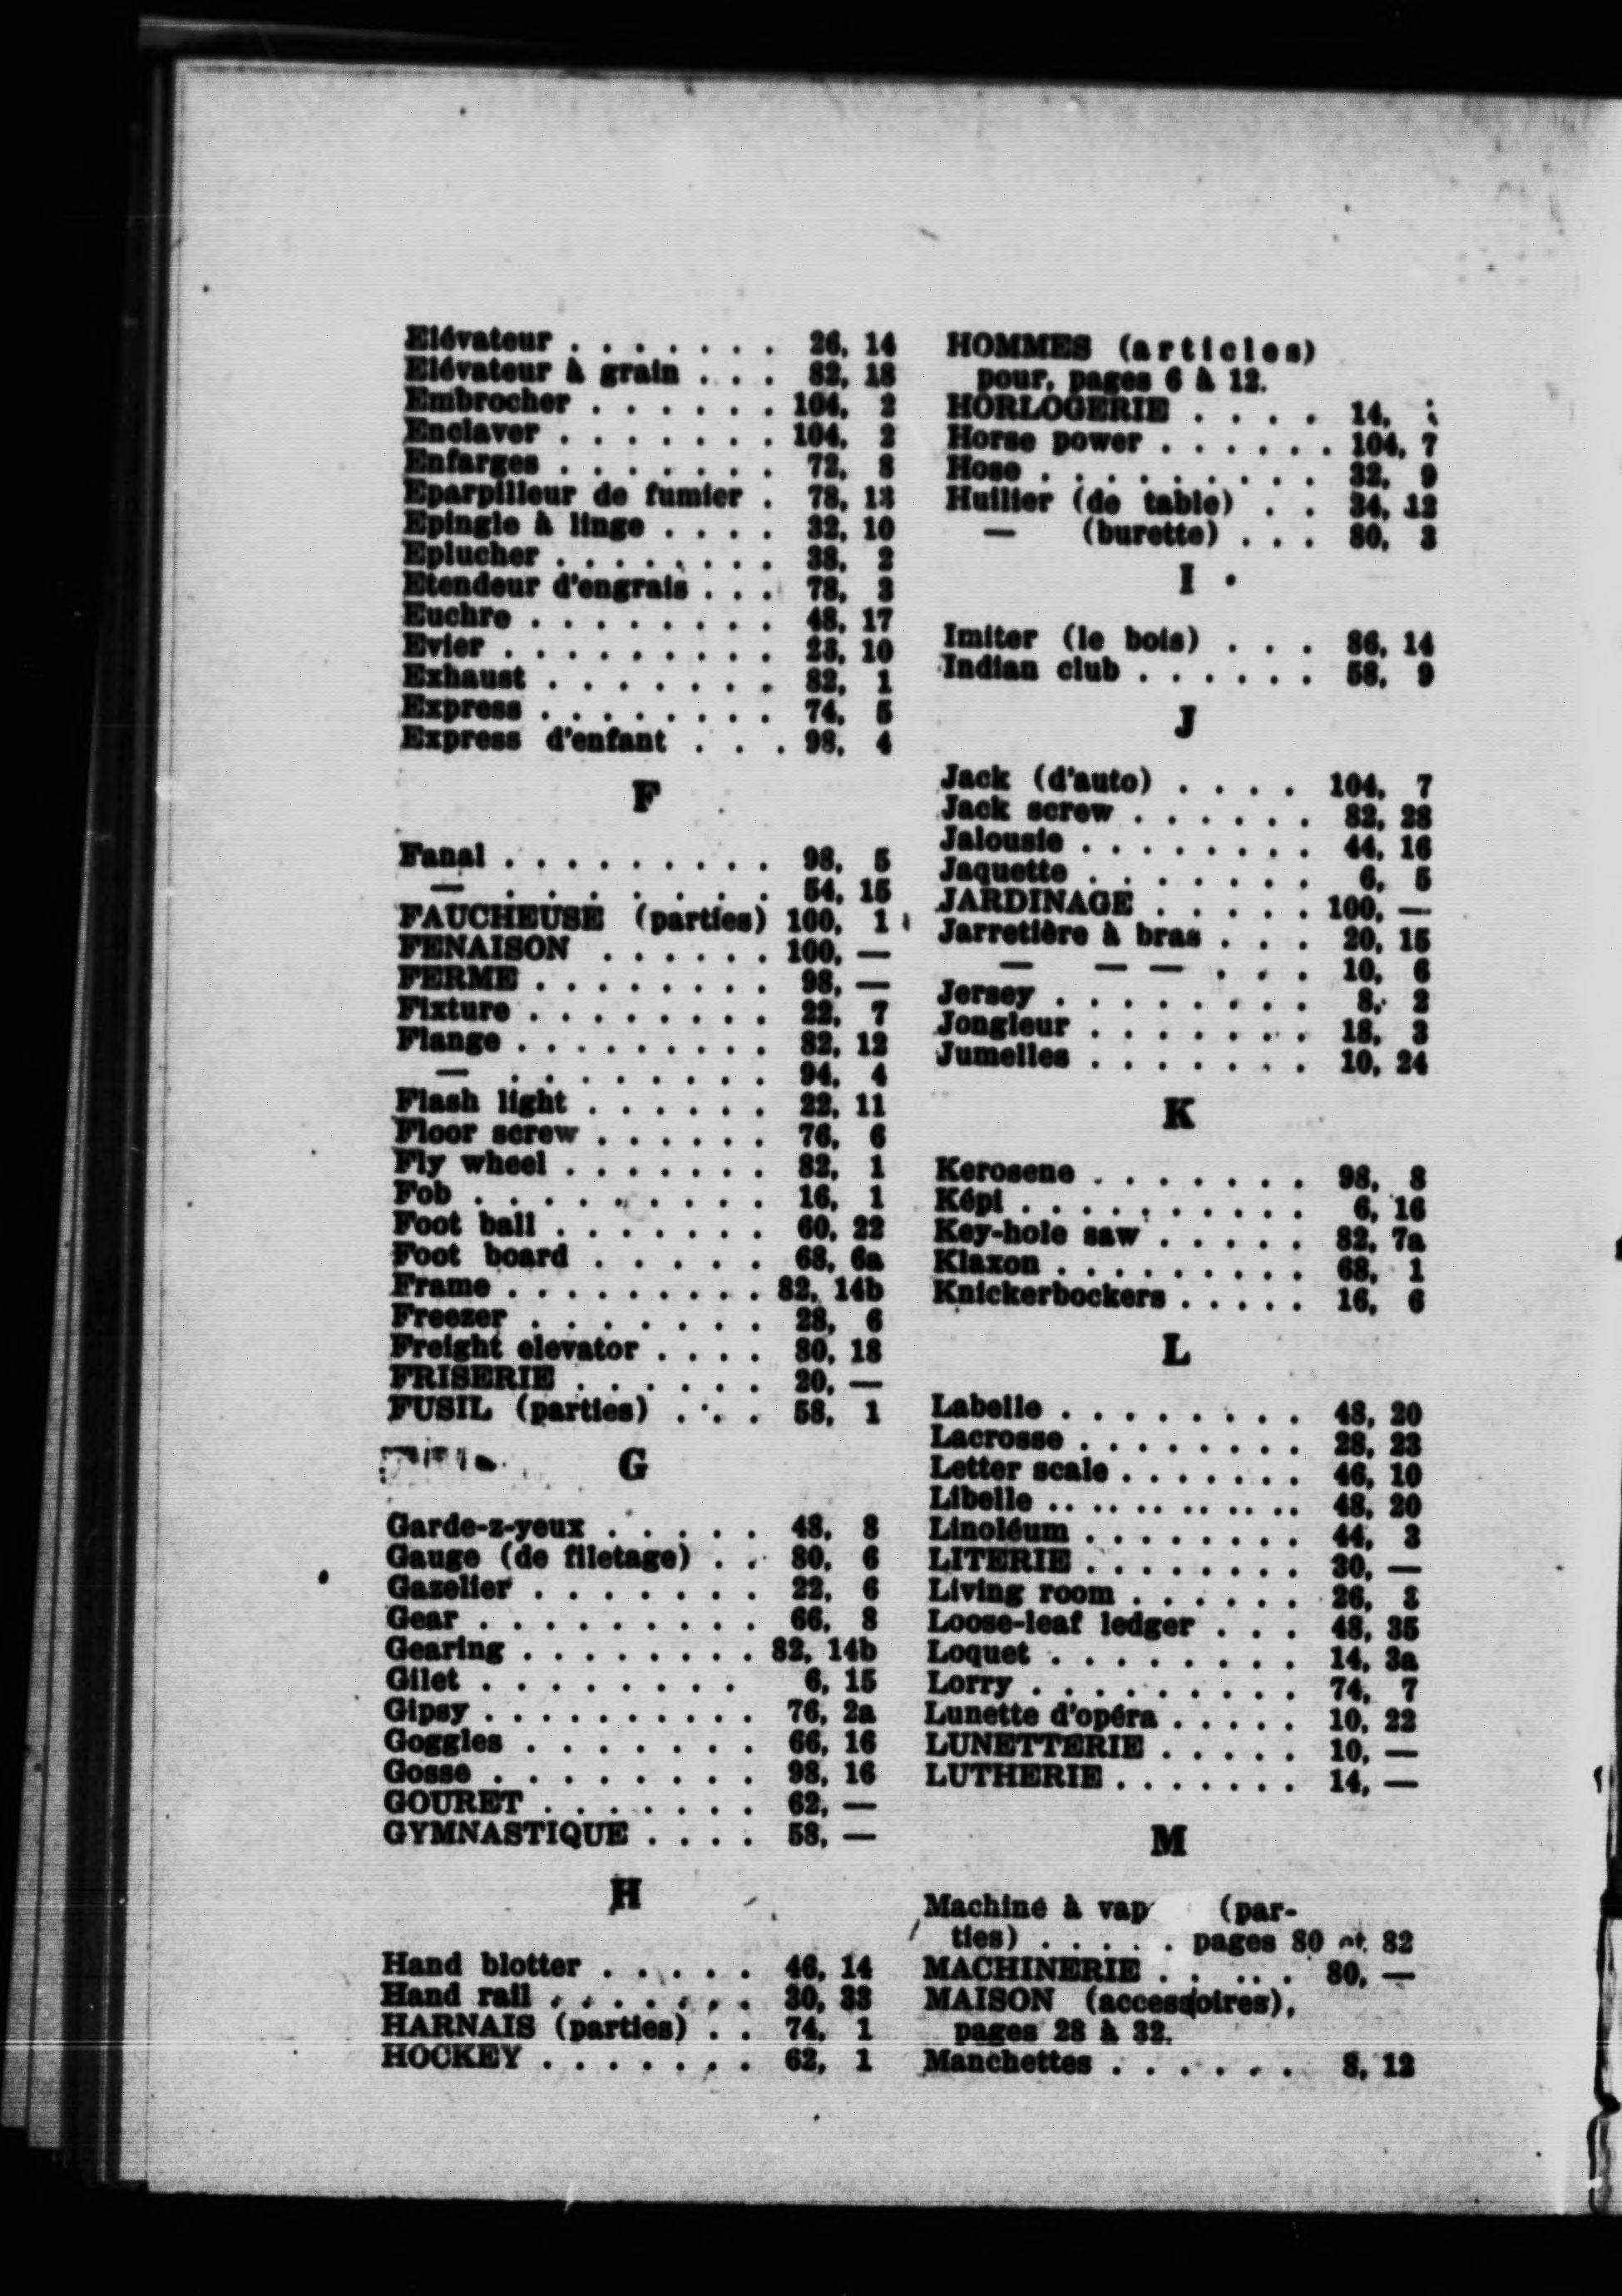 Elévateur . . . . . . . 26, 14
Elévateur à grain . . . 82, 18
Embrocher . . . . . . 104, 2
Enclaver . . . . . . . 104, 2
Enfarges . . . . . . . 72, 8
Eparpilleur de fumier . 78, 13
Epingle à linge . . . . 32, 10
Eplucher . . . . . . . . 38, 2
Etendeur d'engrais . . . 78, 3
Euchre . . . . . . . . 48, 17
Evier . . . . . . . . . 28, 10
Exhaust . . . . . . . 82, 1
Express . . . . . . . . 74, 5
Express d'enfant . . . 98, 4
F
Fanal . . . . . . . . . 98, 5
— . . . . . . . . 54, 15
FAUCHEUSE (parties) 100, 1
FENAISON . . . . . . 100, —
FERME . . . . . . . . 98, —
Fixture . . . . . . . . 22, 7
Flange . . . . . . . . . 82, 12
— . . . . . . . . 94, 4
Flash light . . . . . . 22, 11
Floor screw . . . . . . 76, 6
Fly wheel . . . . . . . 82, 1
Fob . . . . . . . . . . 16, 1
Foot ball . . . . . . . 60, 22
Foot board . . . . . 68, 6a
Frame . . . . . . . . . 82, 14b
Freezer . . . . . . . 28, 6
Freight elevator . . . . 80, 18
FRISERIE . . . . . . 20, —
FUSIL (parties) . . . 58, 1
G
Garde-z-yeux . . . . . 48, 8
Gauge (de filetage) . . 80, 6
Gazelier . . . . . . . 22, 6
Gear . . . . . . . . . 66, 8
Gearing . . . . . . . . 82, 14b
Gilet . . . . . . . . 6, 15
Gipsy . . . . . . . . . 76, 2a
Goggles . . . . . . . 66, 16
Gosse . . . . . . . . . 98, 16
GOURET . . . . . . . 62, —
GYMNASTIQUE . . . . 58, —
H
Hand blotter . . . . . 46, 14
Hand rail . . . . . . . 30, 33
HARNAIS (parties) . . 74, 1
HOCKEY . . . . . . . 62, 1
HOMMES (articles)
pour, pages 6 à 12.
HORLOGERIE . . . . 14,
Horse power . . . . . . 104, 7
Hose . . . . . . . . . 32, 9
Huilier (de table) . . 34, 12
— (burette) . . . 80, 3
I
Imiter (le bois) . . . 86, 14
Indian club . . . . . . 58, 9
J
Jack (d'auto) . . . . 104, 7
Jack screw . . . . . . 82, 28
Jalousie . . . . . . . . 44, 16
Jaquette . . . . . . . . 6, 5
JARDINAGE . . . . . 100, —
Jarretière à bras . . . 20, 15
— — — . . . 10, 6
Jersey . . . . . . . . 8, 2
Jongleur . . . . . . . 18, 3
Jumelles . . . . . . . 10, 24
K
Kerosene . . . . . . . 98, 8
Képi . . . . . . . . . . 6, 16
Key-hole saw . . . . . 82, 7a
Klaxon . . . . . . . . . 68, 1
Knickerbockers . . . . . 16, 6
L
Labelle . . . . . . . . 48, 20
Lacrosse . . . . . . . . 28, 23
Letter scale . . . . . . . 46, 10
Libelle . . . . . . . . . . . 48, 20
Linoléum . . . . . . . . 44, 3
LITERIE . . . . . . . . 30, —
Living room . . . . . . 26, 3
Loose-leaf ledger . . . 48, 35
Loquet . . . . . . . . . 14, 3a
Lorry . . . . . . . . . 74, 7
Lunette d'opéra . . . . . 10, 22
LUNETTERIE . . . . . 10, —
LUTHERIE . . . . . . . 14, —
M
Machine à vap (par-
ties) . . . . . pages 80 et 82
MACHINERIE . . . . . 80, —
MAISON (accessoires),
pages 28 à 32.
Manchettes . . . . . . 8, 12